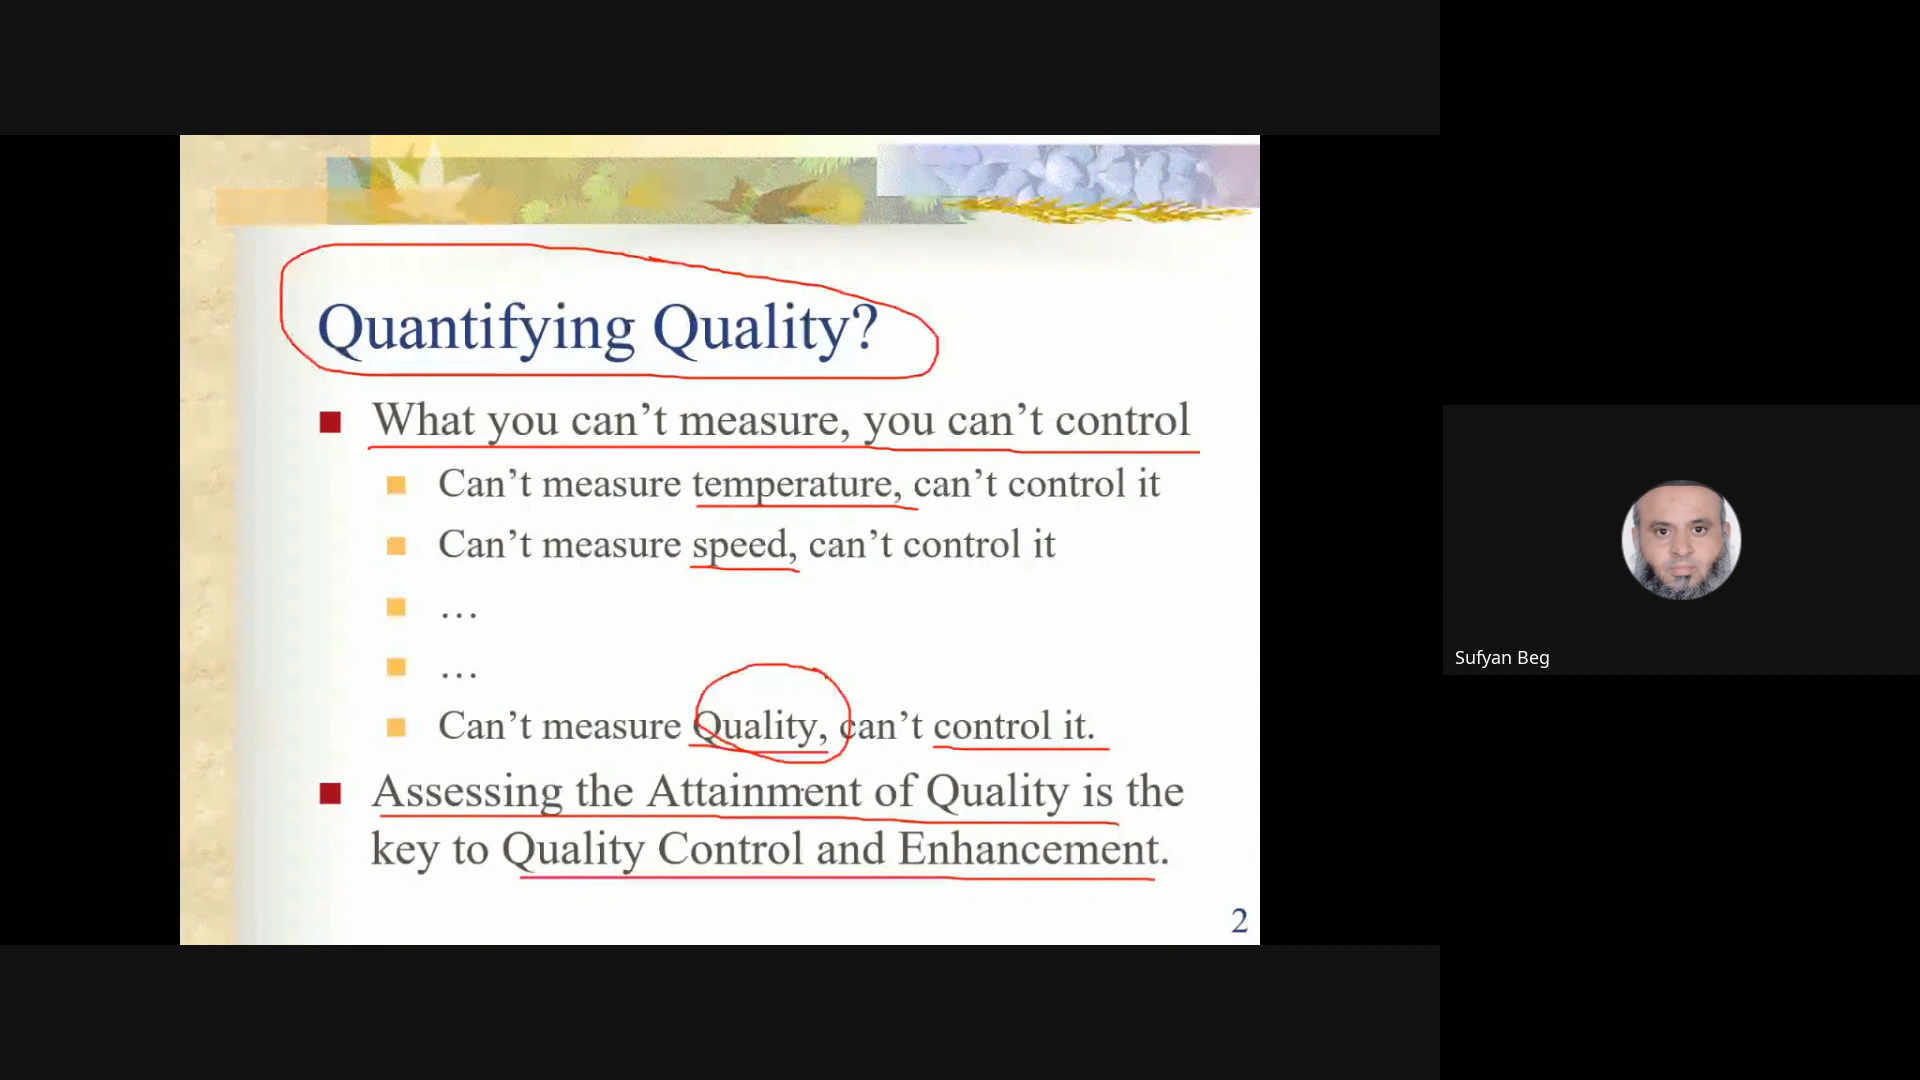 Quantifying Quality?
What you can’t measure, you can’t control
Can’t measure temperature, can’t control it
Can’t measure speed, can’t control it
…
…
Can’t measure Quality, can’t control it.
Assessing the Attainment of Quality is the
key to Quality Control and Enhancement.
2
Sufyan Beg